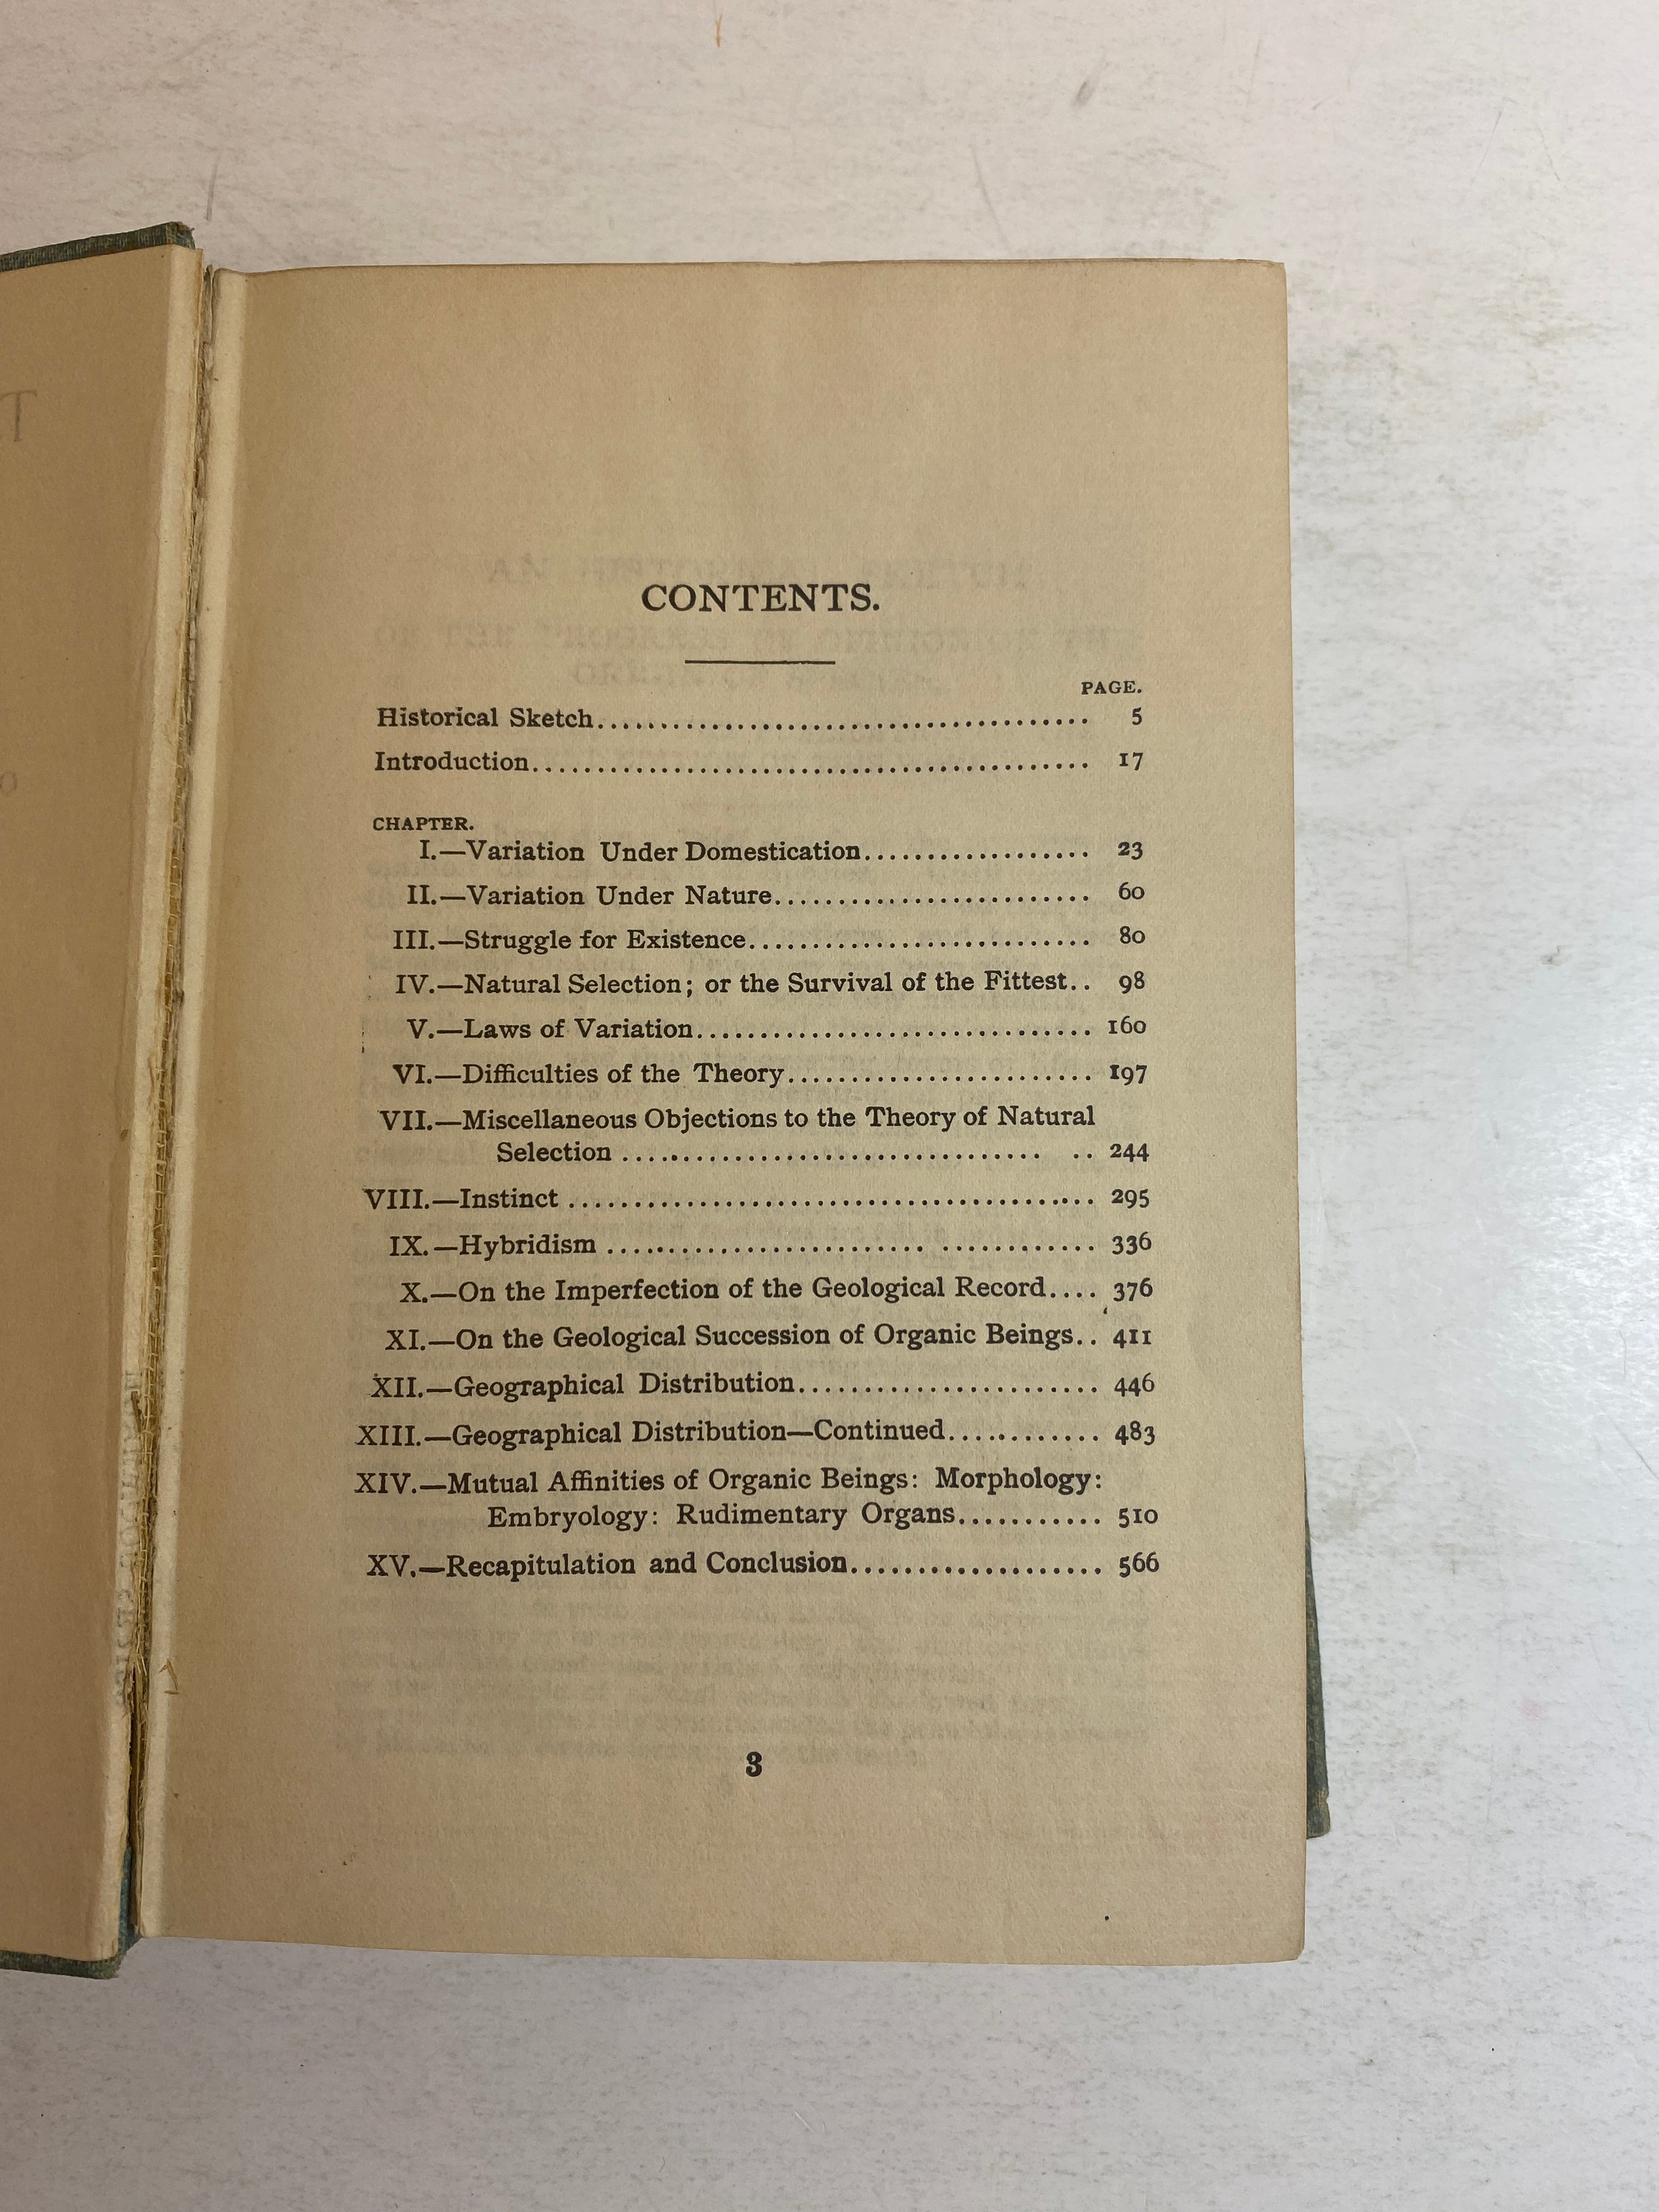 CONTENTS.
PAGE.
Historical Sketch........................................ 5
Introduction............................................ 17
CHAPTER.
I.—Variation Under Domestication.................. 23
II.—Variation Under Nature......................... 60
III.—Struggle for Existence........................... 80
IV.—Natural Selection; or the Survival of the Fittest.. 98
V.—Laws of Variation............................... 160
VI.—Difficulties of the Theory........................ 197
VII.—Miscellaneous Objections to the Theory of Natural
Selection ................................. .. 244
VIII.—Instinct ......................................... 295
IX.—Hybridism ......................... ............ 336
X.—On the Imperfection of the Geological Record.... 376
XI.—On the Geological Succession of Organic Beings.. 411
XII.—Geographical Distribution....................... 446
XIII.—Geographical Distribution—Continued............ 483
XIV.—Mutual Affinities of Organic Beings: Morphology:
Embryology: Rudimentary Organs........... 510
XV.—Recapitulation and Conclusion................... 566
3